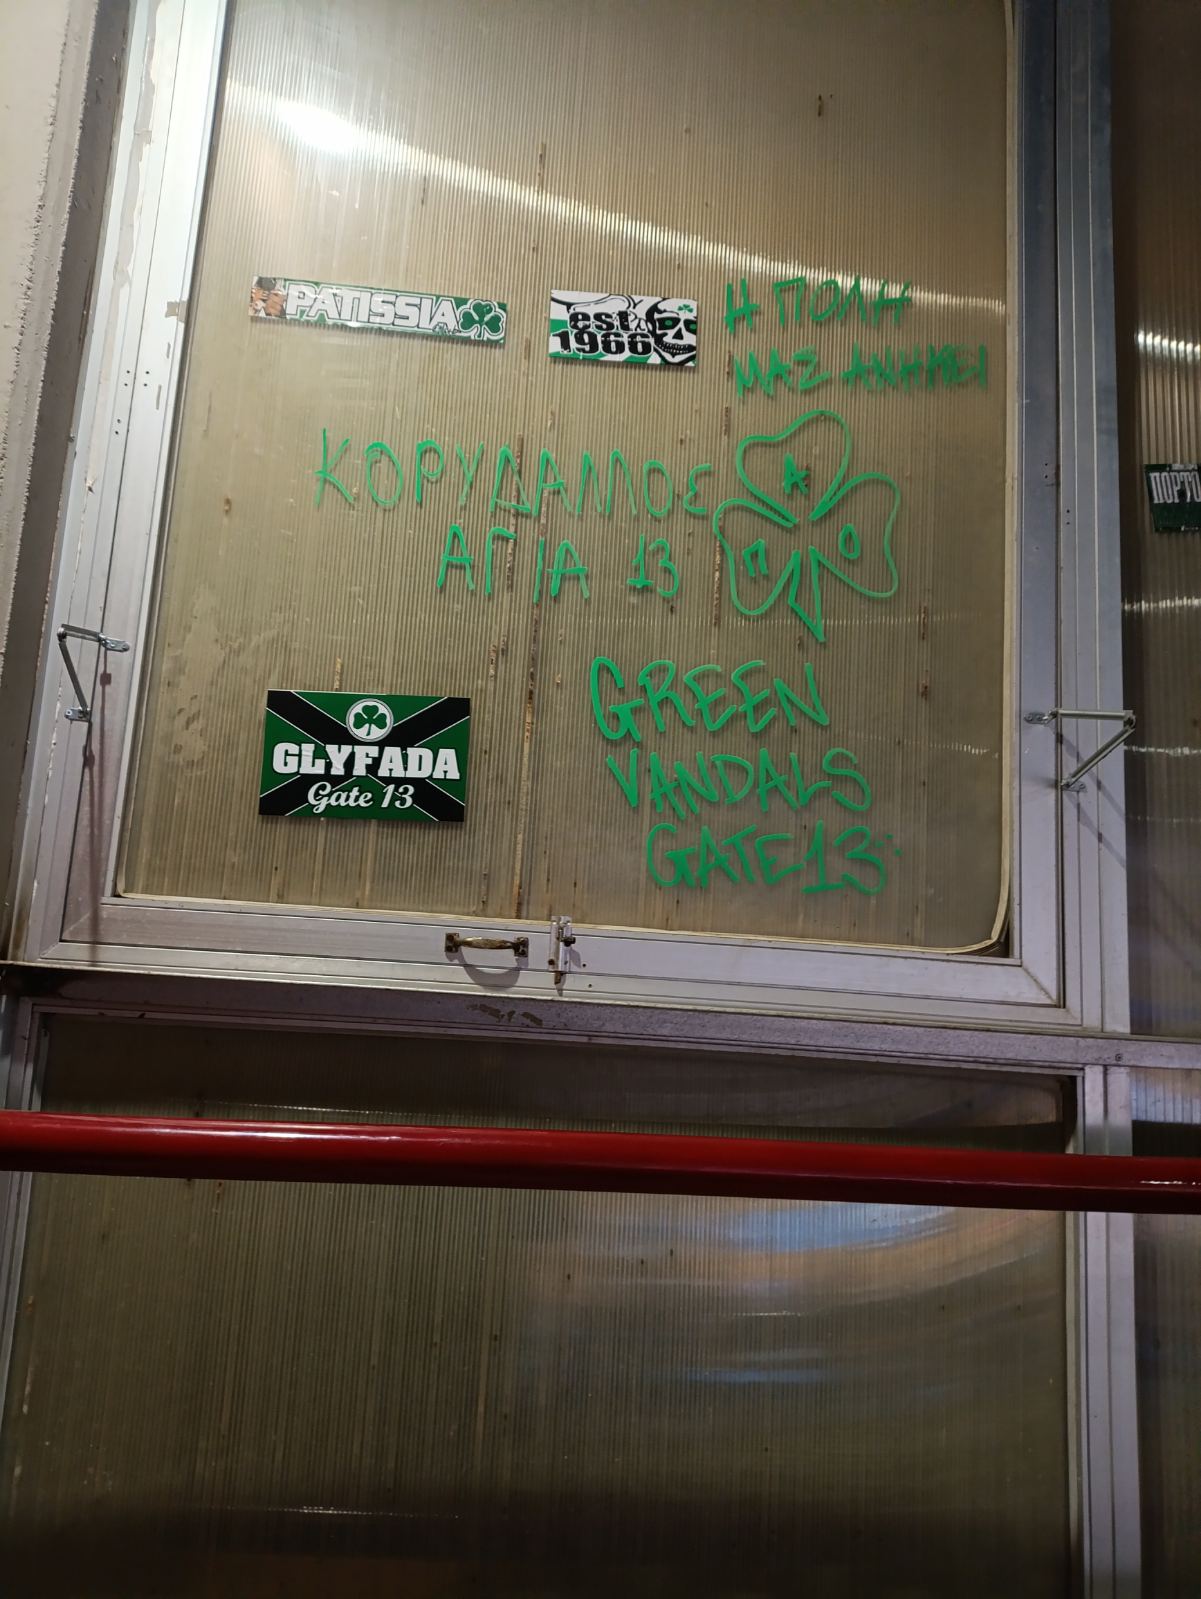 PATISSIA
est.
1966
Η ΠΟΛΗ
ΜΑΣ ΑΝΗΚΕΙ
ΚΟΡΥΔΑΛΛΟΣ
ΑΓΙΑ 13
Α
Π Ο
ΠΟΡΤΟ
GREEN
VANDALS
GATE 13
GLYFADA
Gate 13